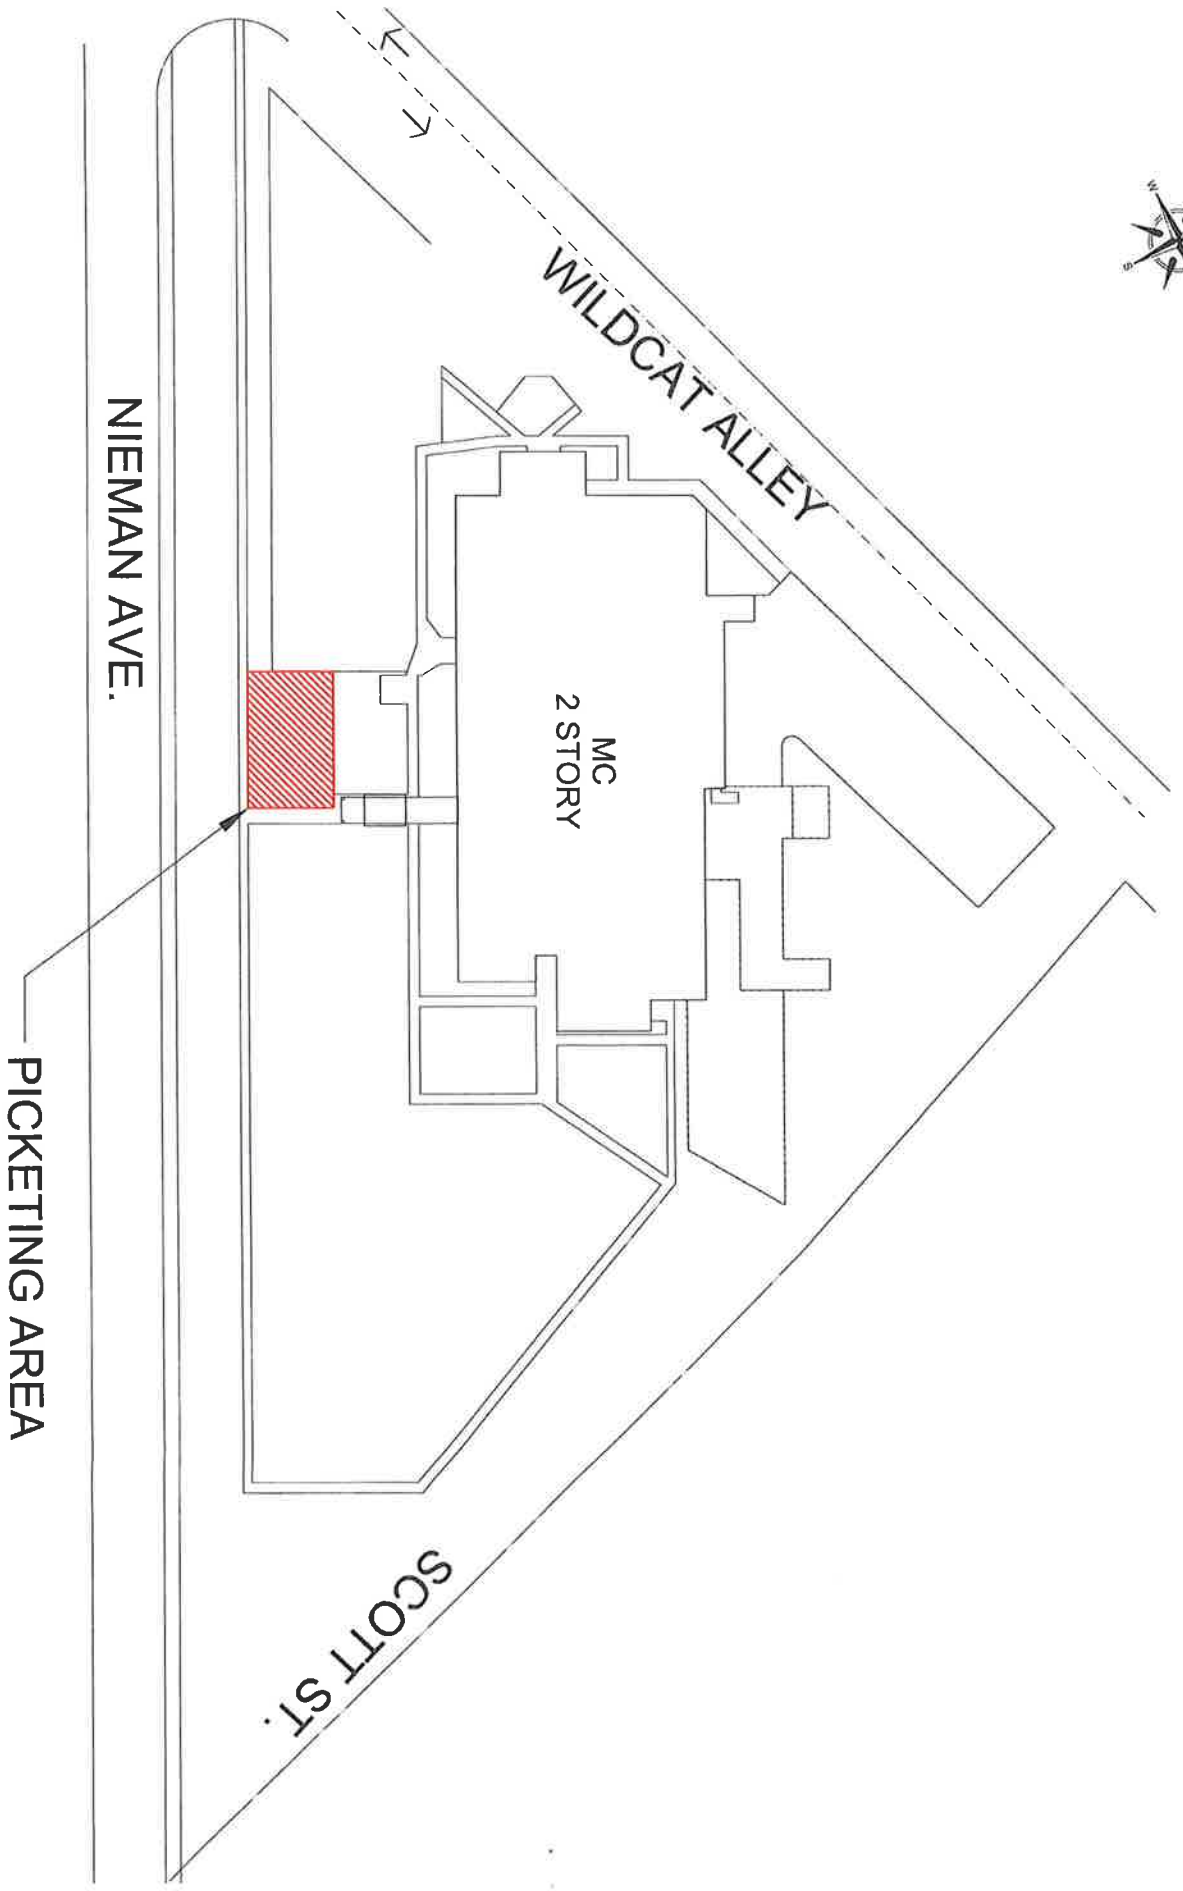 WILDCAT ALLEY
MC
2 STORY
NIEMAN AVE.
PICKETING AREA
SCOTT ST.
W
S